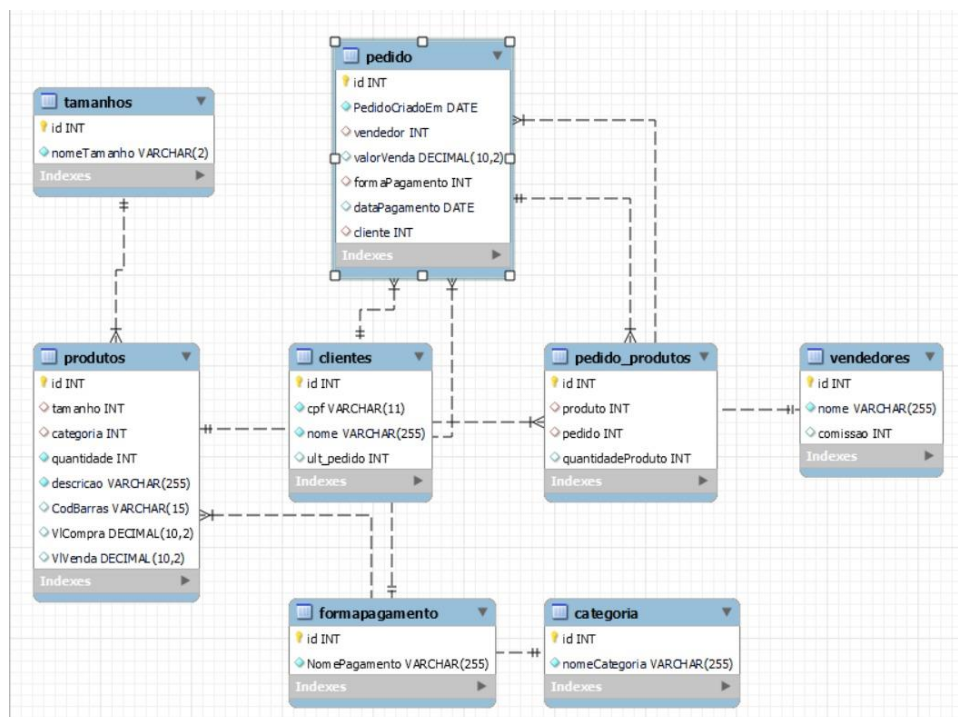 pedido
id INT
PedidoCriadoEm DATE
vendedor INT
valorVenda DECIMAL(10,2)
formaPagamento INT
dataPagamento DATE
cliente INT
Indexes
tamanhos
id INT
nomeTamanho VARCHAR(2)
Indexes
produtos
id INT
tamanho INT
categoria INT
quantidade INT
descricao VARCHAR(255)
CodBarras VARCHAR(15)
VlCompra DECIMAL(10,2)
VlVenda DECIMAL(10,2)
Indexes
clientes
id INT
cpf VARCHAR(11)
nome VARCHAR(255)
ult_pedido INT
Indexes
pedido_produtos
id INT
produto INT
pedido INT
quantidadeProduto INT
Indexes
vendedores
id INT
nome VARCHAR(255)
comissao INT
Indexes
formapagamento
id INT
NomePagamento VARCHAR(255)
Indexes
categoria
id INT
nomeCategoria VARCHAR(255)
Indexes